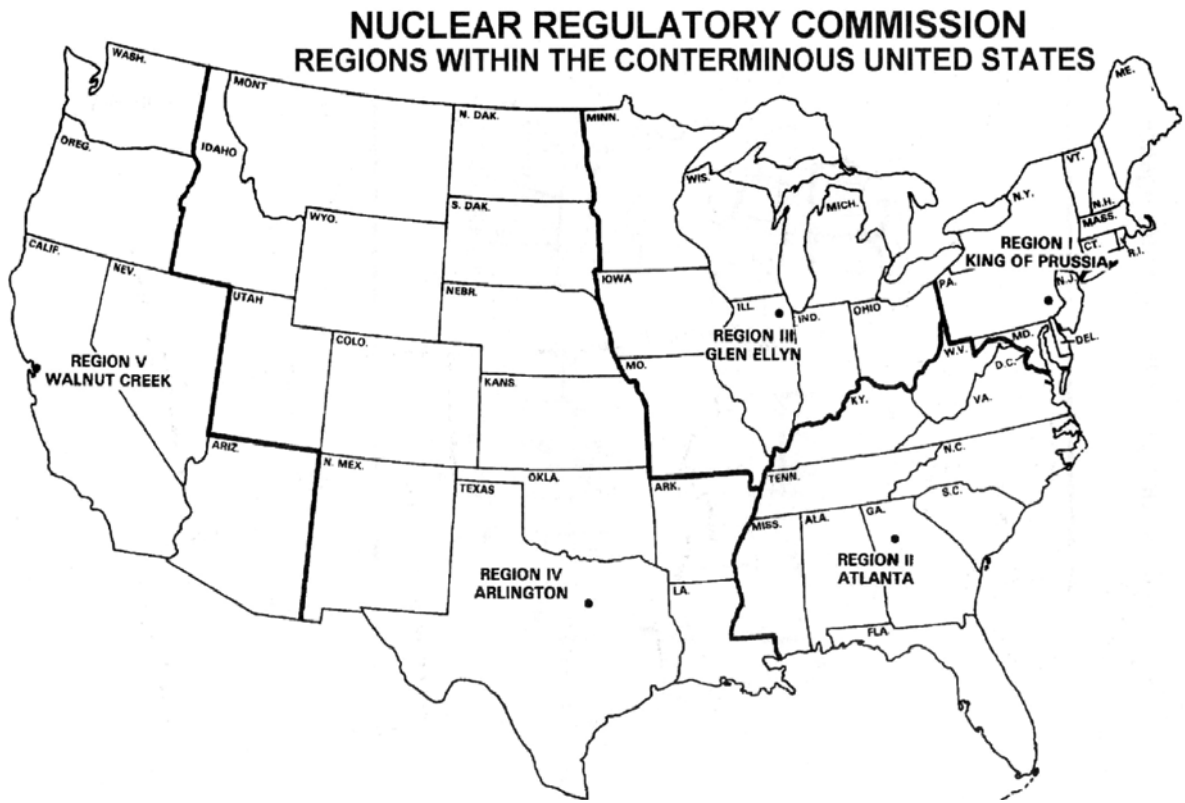 NUCLEAR REGULATORY COMMISSION
REGIONS WITHIN THE CONTERMINOUS UNITED STATES
WASH.
MONT
N. DAK.
MINN.
ME.
OREG.
IDAHO
WIS.
VT.
S. DAK.
MICH.
N.Y.
N.H.
WYO.
MASS.
CALIF.
NEV.
REGION I
CT.
R.I.
KING OF PRUSSIA
IOWA
PA.
N.J.
UTAH
NEBR.
ILL.
IND.
OHIO
COLO.
REGION III
GLEN ELLYN
MD.
DEL.
W.V.
D.C.
REGION V
WALNUT CREEK
MO.
KANS.
KY.
VA.
ARIZ.
N. MEX.
OKLA.
N.C.
TEXAS
ARK.
TENN.
S.C.
MISS.
ALA.
GA.
REGION IV
ARLINGTON
REGION II
ATLANTA
LA.
FLA.